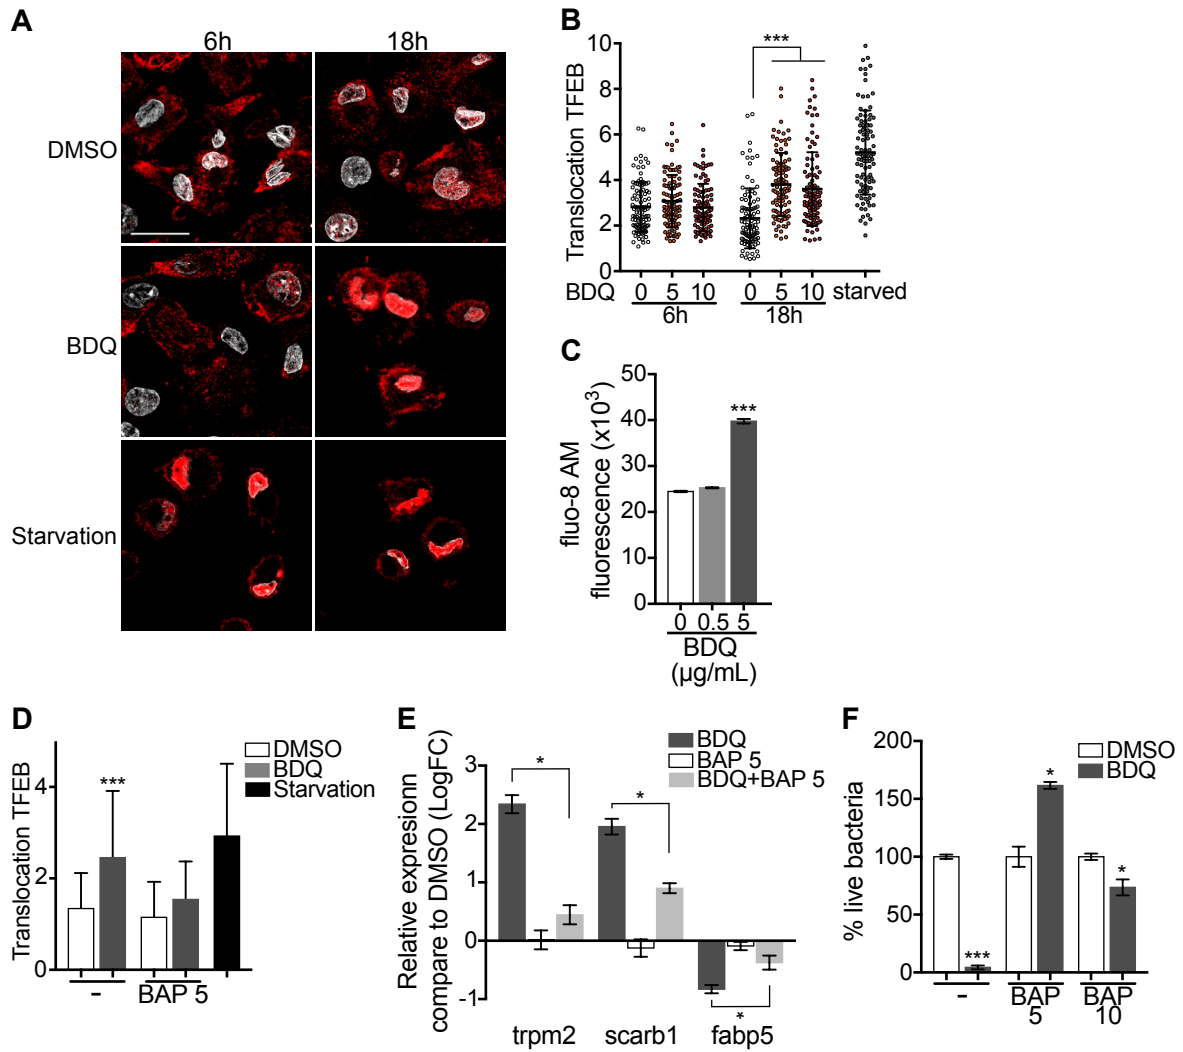 A
6h
18h
DMSO
BDQ
Starvation
B
Translocation TFEB
10
8
6
4
2
0
***
BDQ
0 5 10
0 5 10
starved
6h
18h
C
fluo-8 AM
fluorescence (x10³)
50
40
30
20
10
0
***
0 0.5 5
BDQ
(µg/mL)
D
Translocation TFEB
4
2
0
***
DMSO
BDQ
Starvation
-
BAP 5
E
Relative expresionn
compare to DMSO (LogFC)
3
2
1
0
-1
*
*
*
BDQ
BAP 5
BDQ+BAP 5
trpm2
scarb1
fabp5
F
% live bacteria
200
150
100
50
0
DMSO
BDQ
***
*
*
-
BAP
5
BAP
10